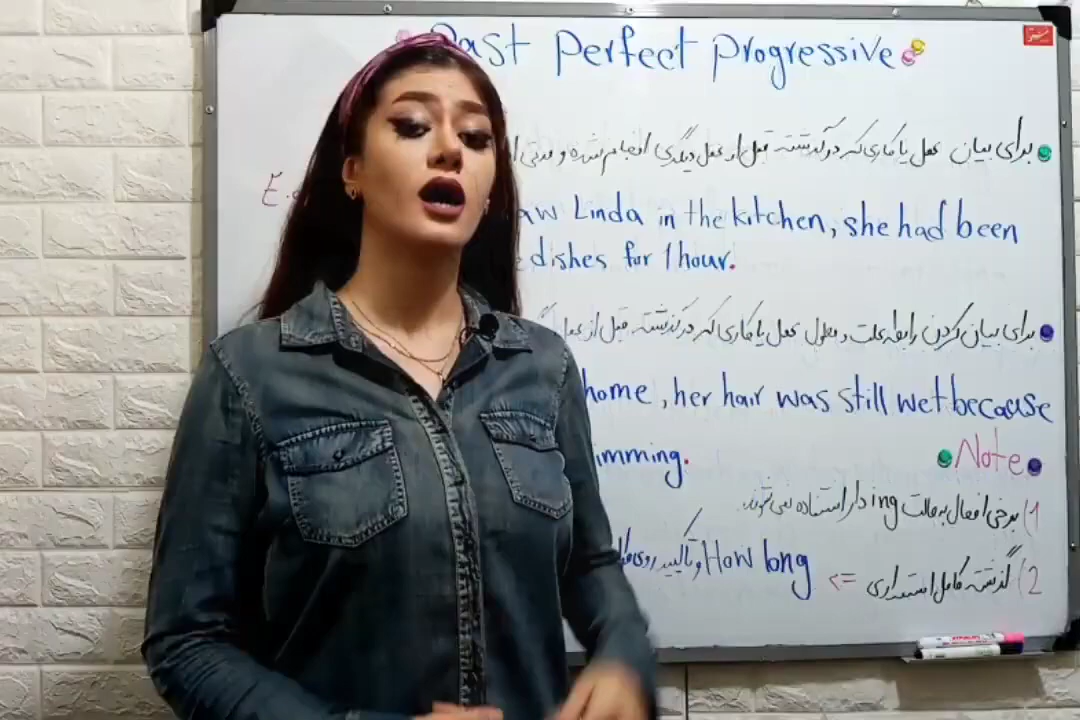 Past Perfect Progressive
برای بیان عمل یا کاری که در گذشته قبل از عمل دیگری انجام شده و مدتی
E.
Linda in the kitchen, she had been
dishes for 1 hour.
برای بیان کردن رابطه علت و معلول عمل یا کاری که در گذشته قبل از عمل
home, her hair was still wet because
imming.
Note
1) برخی افعال به حالت ing دار استفاده نمی شوند.
2) گذشته کامل استمراری <= How long و تاکید روی